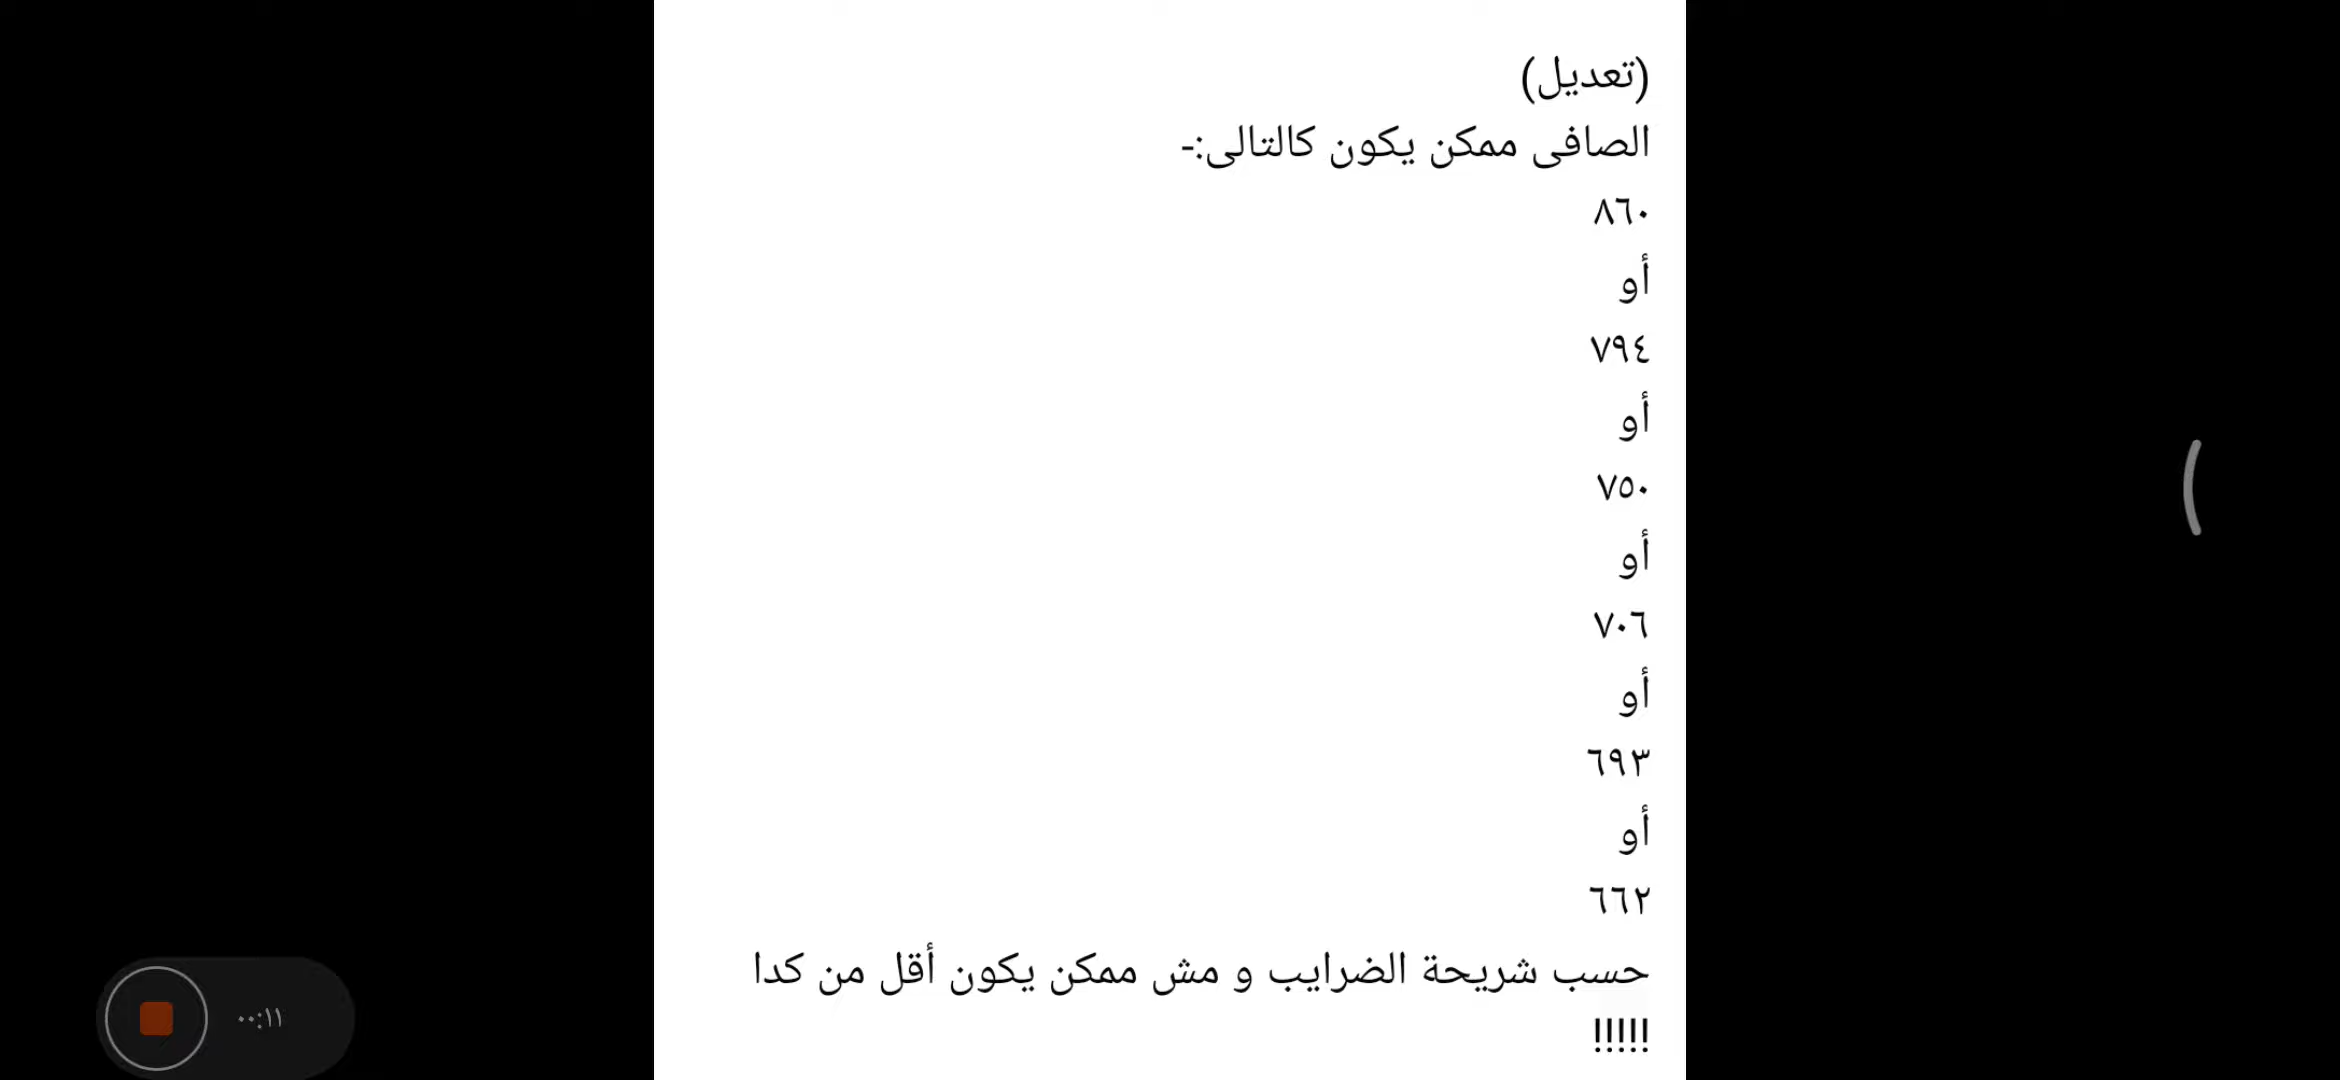 (تعديل)
الصافى ممكن يكون كالتالى:-
٨٦٠
أو
٧٩٤
أو
٧٥٠
أو
٧٠٦
أو
٦٩٣
أو
٦٦٢
حسب شريحة الضرايب و مش ممكن يكون أقل من كدا
!!!!!
٠٠:١١